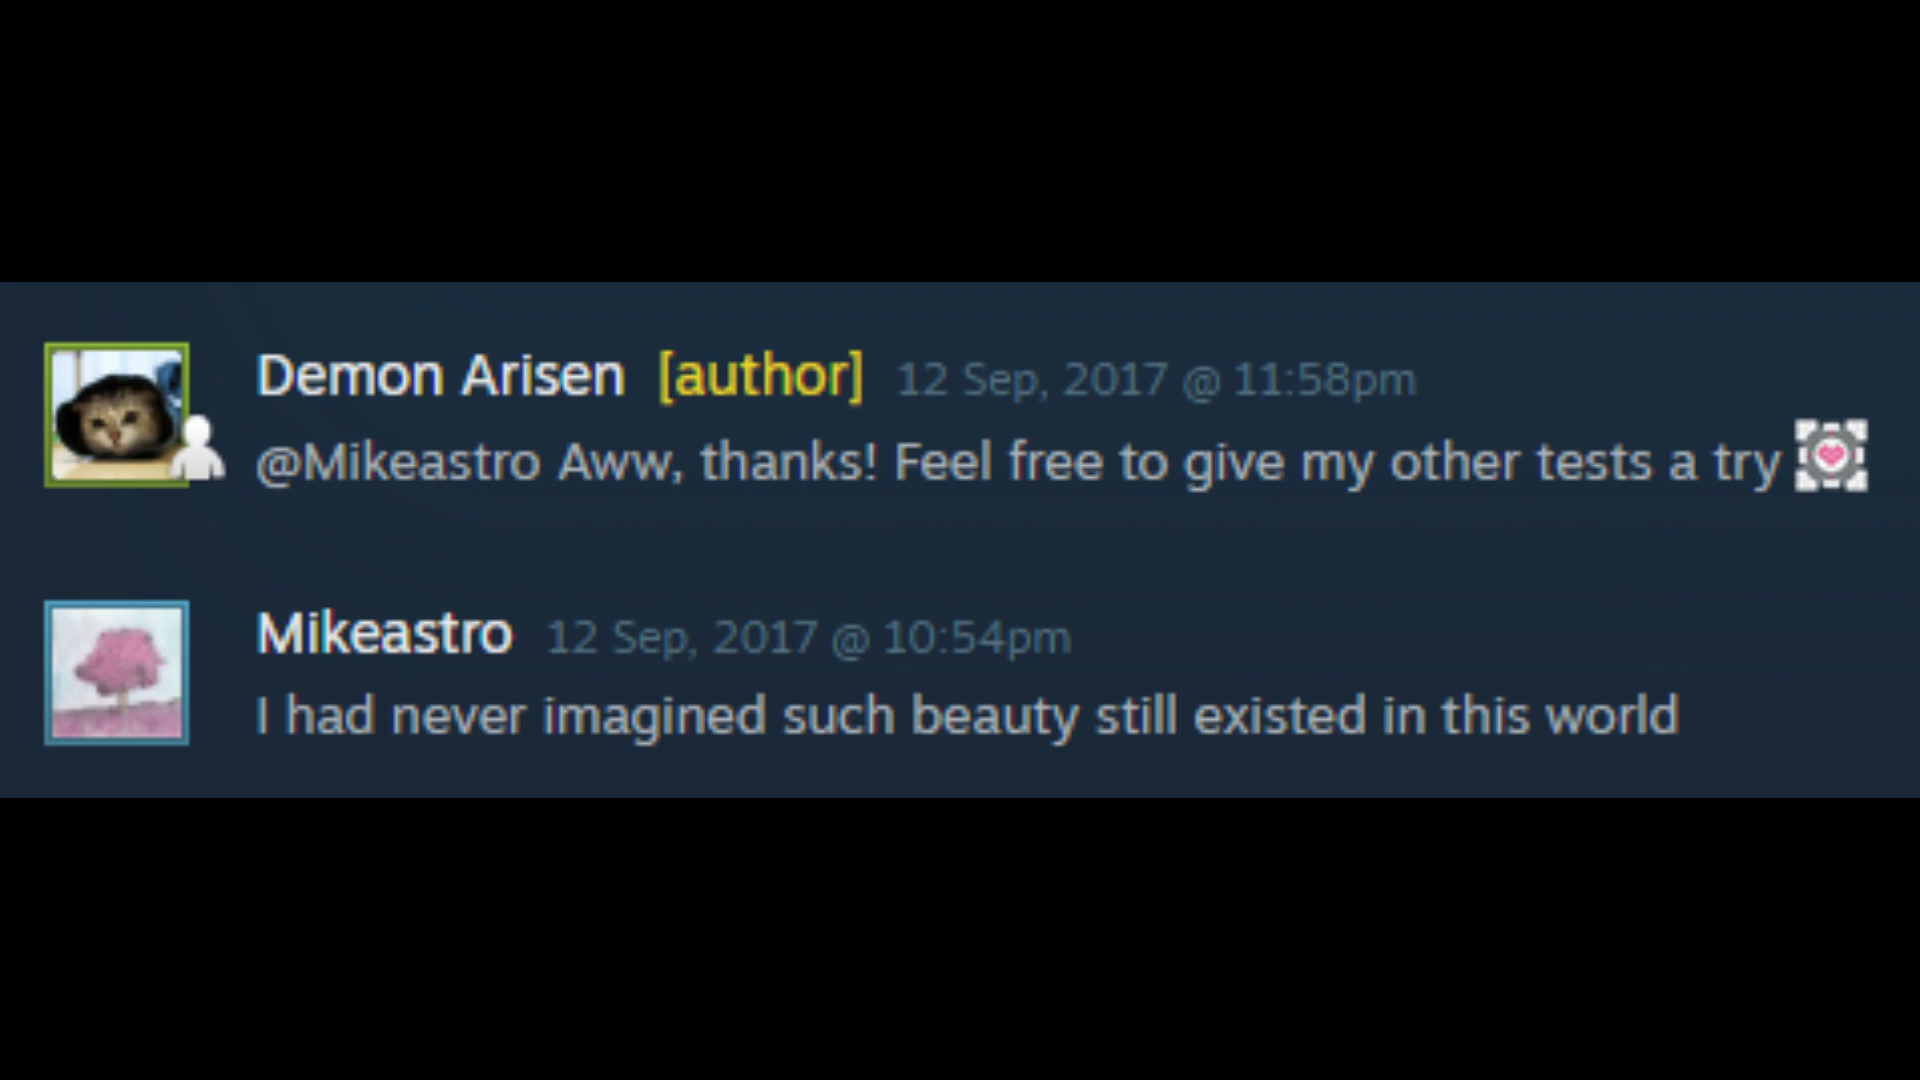 Demon Arisen [author] 12 Sep, 2017 @ 11:58pm
@Mikeastro Aww, thanks! Feel free to give my other tests a try
Mikeastro 12 Sep, 2017 @ 10:54pm
I had never imagined such beauty still existed in this world